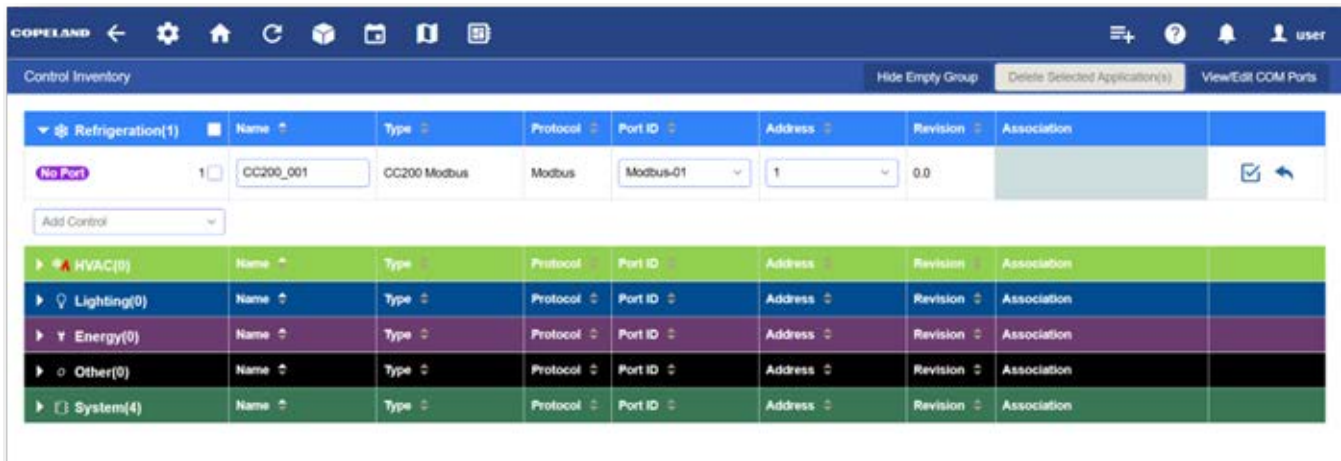 COPELAND user
Control Inventory Hide Empty Group Delete Selected Application(s) View/Edit COM Ports
Refrigeration(1) Name Type Protocol Port ID Address Revision Association
No Port 1 CC200_001 CC200 Modbus Modbus Modbus-01 1 0.0
Add Control
HVAC(0) Name Type Protocol Port ID Address Revision Association
Lighting(0) Name Type Protocol Port ID Address Revision Association
Energy(0) Name Type Protocol Port ID Address Revision Association
Other(0) Name Type Protocol Port ID Address Revision Association
System(4) Name Type Protocol Port ID Address Revision Association